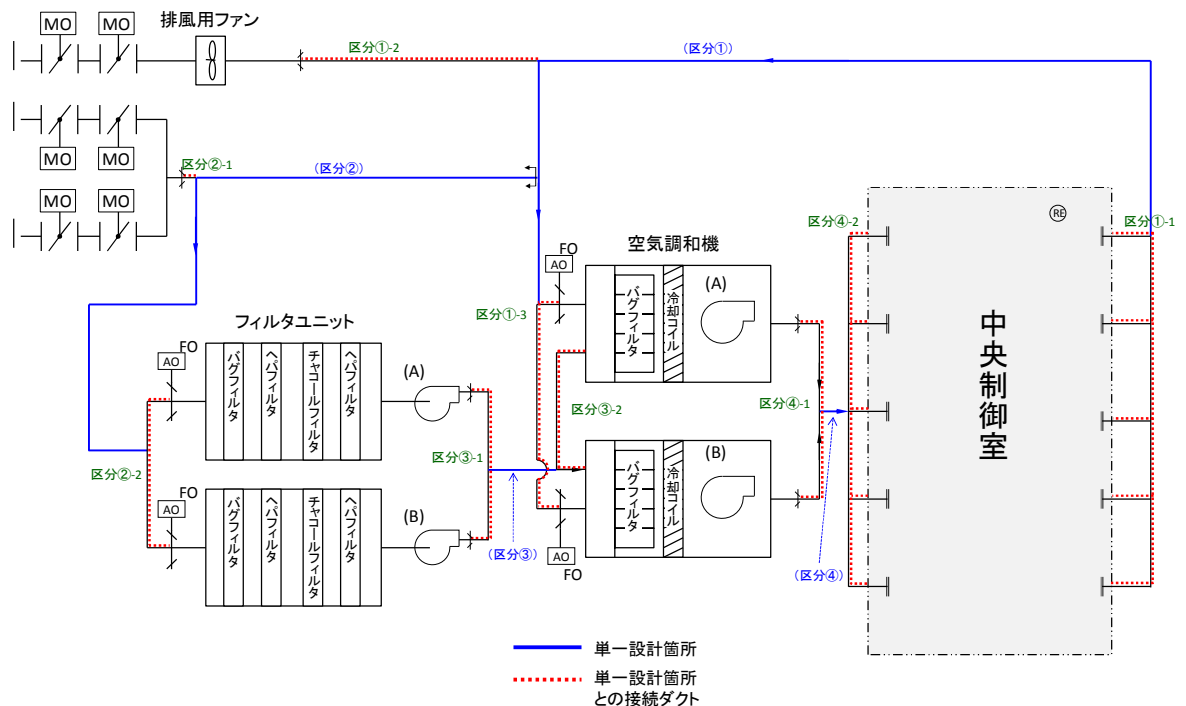 MO
MO
排風用ファン
区分①-2
(区分①)
MO
MO
区分②-1
(区分②)
MO
MO
区分④-2
RE
区分①-1
空気調和機
FO
AO
(A)
バグフィルタ
冷却コイル
区分①-3
フィルタユニット
中央制御室
FO
AO
バグフィルタ
ヘパフィルタ
チャコールフィルタ
ヘパフィルタ
(A)
区分③-2
区分④-1
区分②-2
区分③-1
(B)
バグフィルタ
冷却コイル
FO
AO
バグフィルタ
ヘパフィルタ
チャコールフィルタ
ヘパフィルタ
(B)
(区分③)
AO
FO
(区分④)
単一設計箇所
単一設計箇所
との接続ダクト